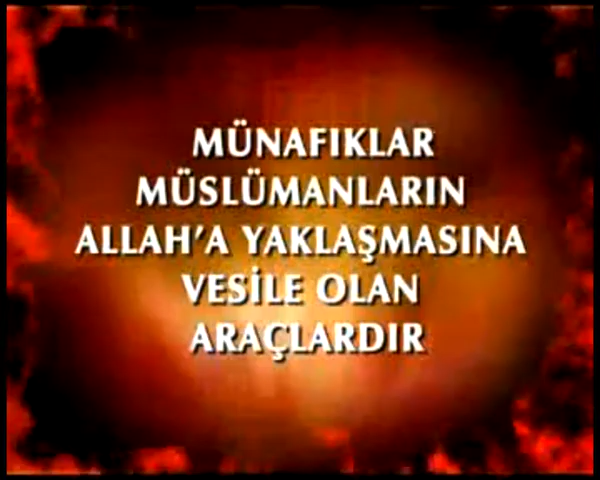 MÜNAFIKLAR
MÜSLÜMANLARIN
ALLAH'A YAKLAŞMASINA
VESİLE OLAN
ARAÇLARDIR